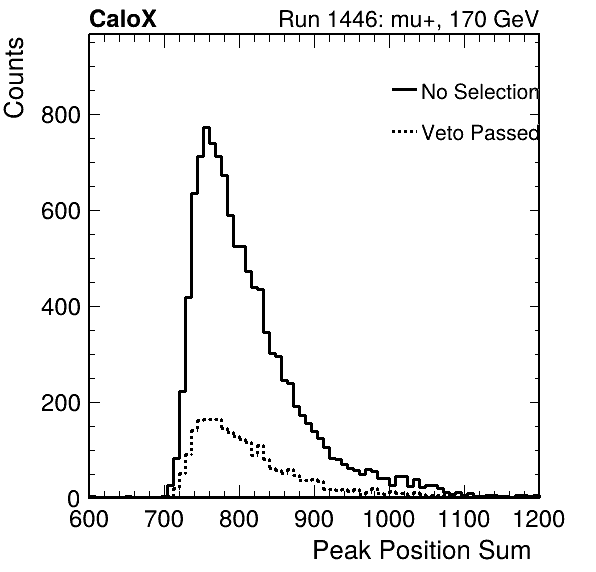 CaloX Run 1446: mu+, 170 GeV
Counts
No Selection
Veto Passed
800
600
400
200
0
600 700 800 900 1000 1100 1200
Peak Position Sum